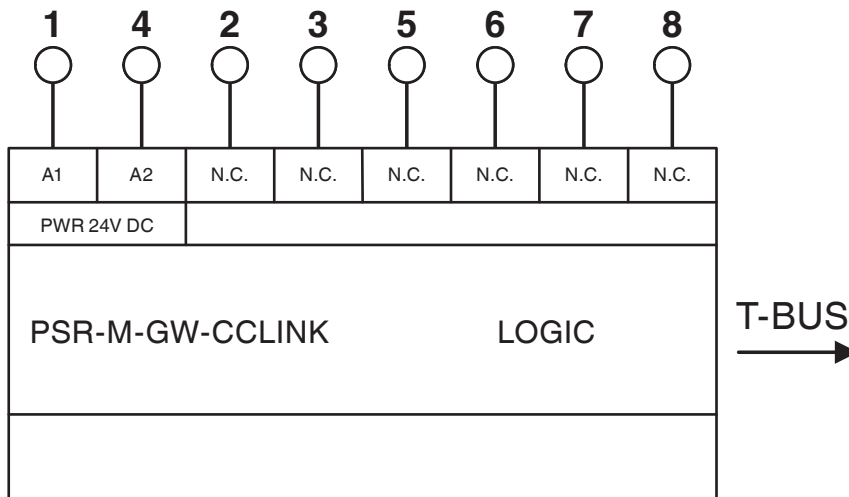 1 4 2 3 5 6 7 8
A1 A2 N.C. N.C. N.C. N.C. N.C. N.C.
PWR 24V DC
PSR-M-GW-CCLINK LOGIC
T-BUS